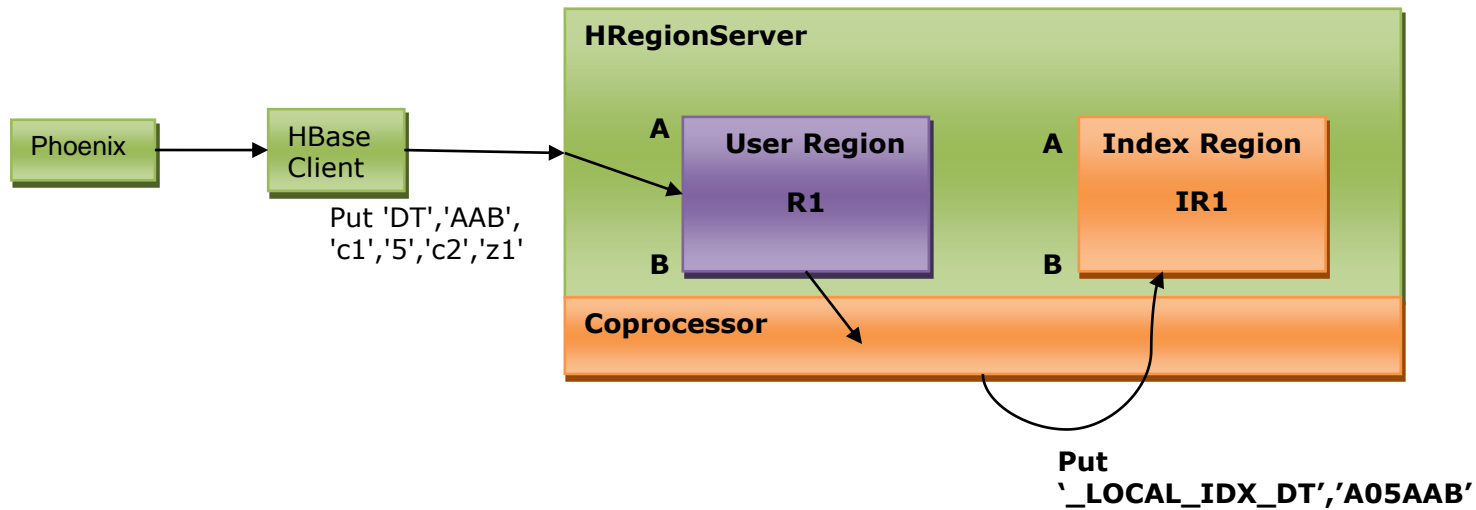 HRegionServer
Phoenix
HBase
Client
Put 'DT','AAB',
'c1','5','c2','z1'
A
User Region
R1
B
A
Index Region
IR1
B
Coprocessor
Put
‘_LOCAL_IDX_DT’,’A05AAB’